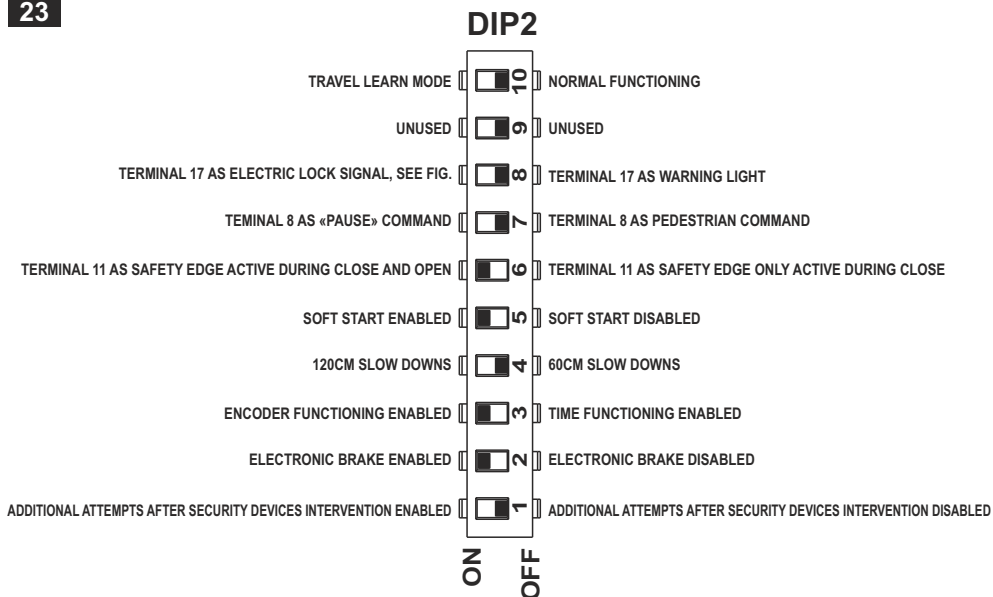 23
DIP2
TRAVEL LEARN MODE 10 NORMAL FUNCTIONING
UNUSED 9 UNUSED
TERMINAL 17 AS ELECTRIC LOCK SIGNAL, SEE FIG. 8 TERMINAL 17 AS WARNING LIGHT
TEMINAL 8 AS «PAUSE» COMMAND 7 TERMINAL 8 AS PEDESTRIAN COMMAND
TERMINAL 11 AS SAFETY EDGE ACTIVE DURING CLOSE AND OPEN 6 TERMINAL 11 AS SAFETY EDGE ONLY ACTIVE DURING CLOSE
SOFT START ENABLED 5 SOFT START DISABLED
120CM SLOW DOWNS 4 60CM SLOW DOWNS
ENCODER FUNCTIONING ENABLED 3 TIME FUNCTIONING ENABLED
ELECTRONIC BRAKE ENABLED 2 ELECTRONIC BRAKE DISABLED
ADDITIONAL ATTEMPTS AFTER SECURITY DEVICES INTERVENTION ENABLED 1 ADDITIONAL ATTEMPTS AFTER SECURITY DEVICES INTERVENTION DISABLED
ON OFF